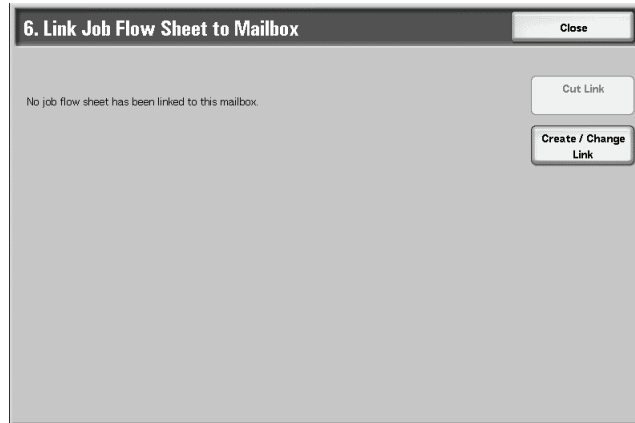 6. Link Job Flow Sheet to Mailbox
Close
No job flow sheet has been linked to this mailbox.
Cut Link
Create / Change
Link